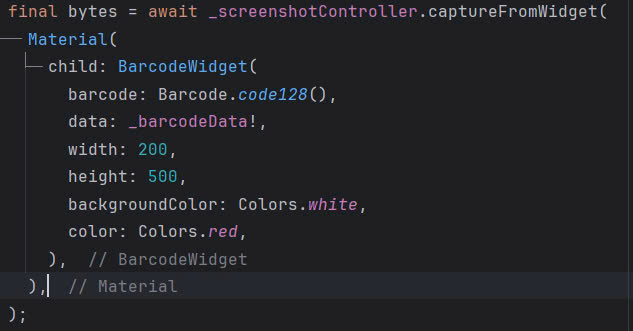 final bytes = await _screenshotController.captureFromWidget(
Material(
child: BarcodeWidget(
barcode: Barcode.code128(),
data: _barcodeData!,
width: 200,
height: 500,
backgroundColor: Colors.white,
color: Colors.red,
), // BarcodeWidget
), // Material
);